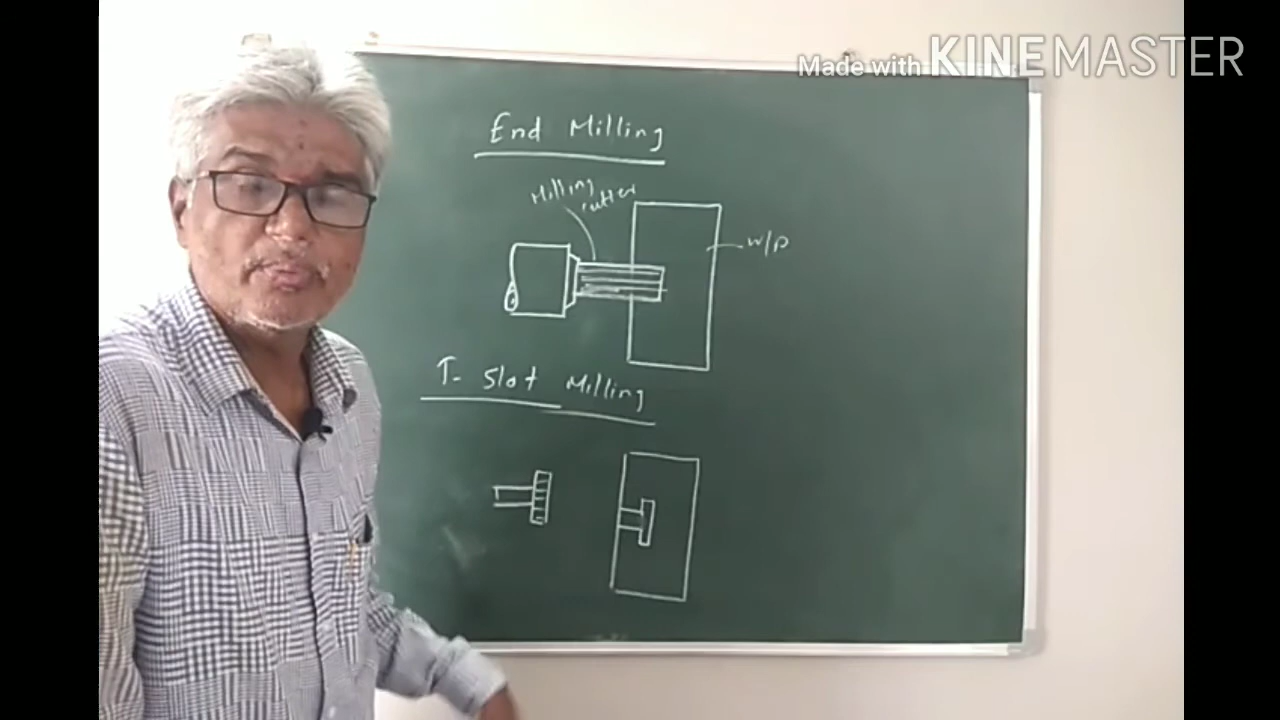 Made with KINEMASTER
End Milling
Milling
cutter
w/p
T- Slot Milling